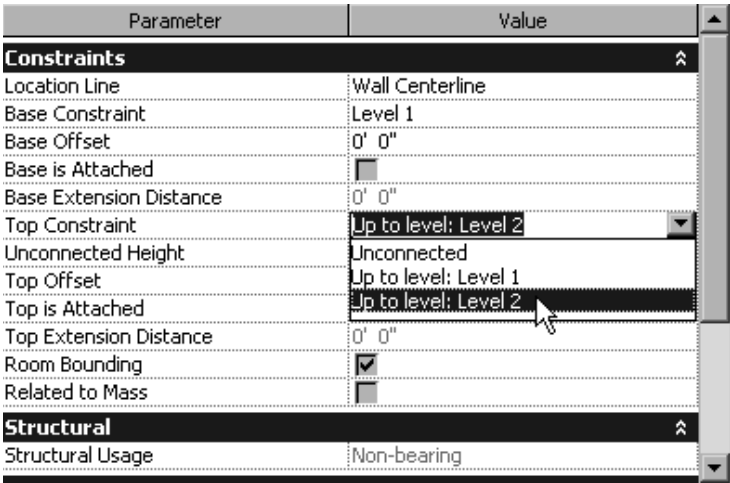 Parameter Value
Constraints
Location Line Wall Centerline
Base Constraint Level 1
Base Offset 0' 0"
Base is Attached
Base Extension Distance 0' 0"
Top Constraint Up to level: Level 2
Unconnected Height Unconnected
Top Offset Up to level: Level 1
Top is Attached Up to level: Level 2
Top Extension Distance 0' 0"
Room Bounding
Related to Mass
Structural
Structural Usage Non-bearing